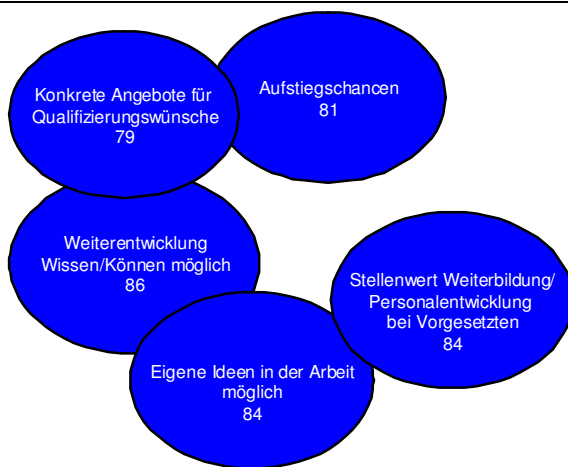 Konkrete Angebote für
Qualifizierungswünsche
79
Aufstiegschancen
81
Weiterentwicklung
Wissen/Können möglich
86
Stellenwert Weiterbildung/
Personalentwicklung
bei Vorgesetzten
84
Eigene Ideen in der Arbeit
möglich
84